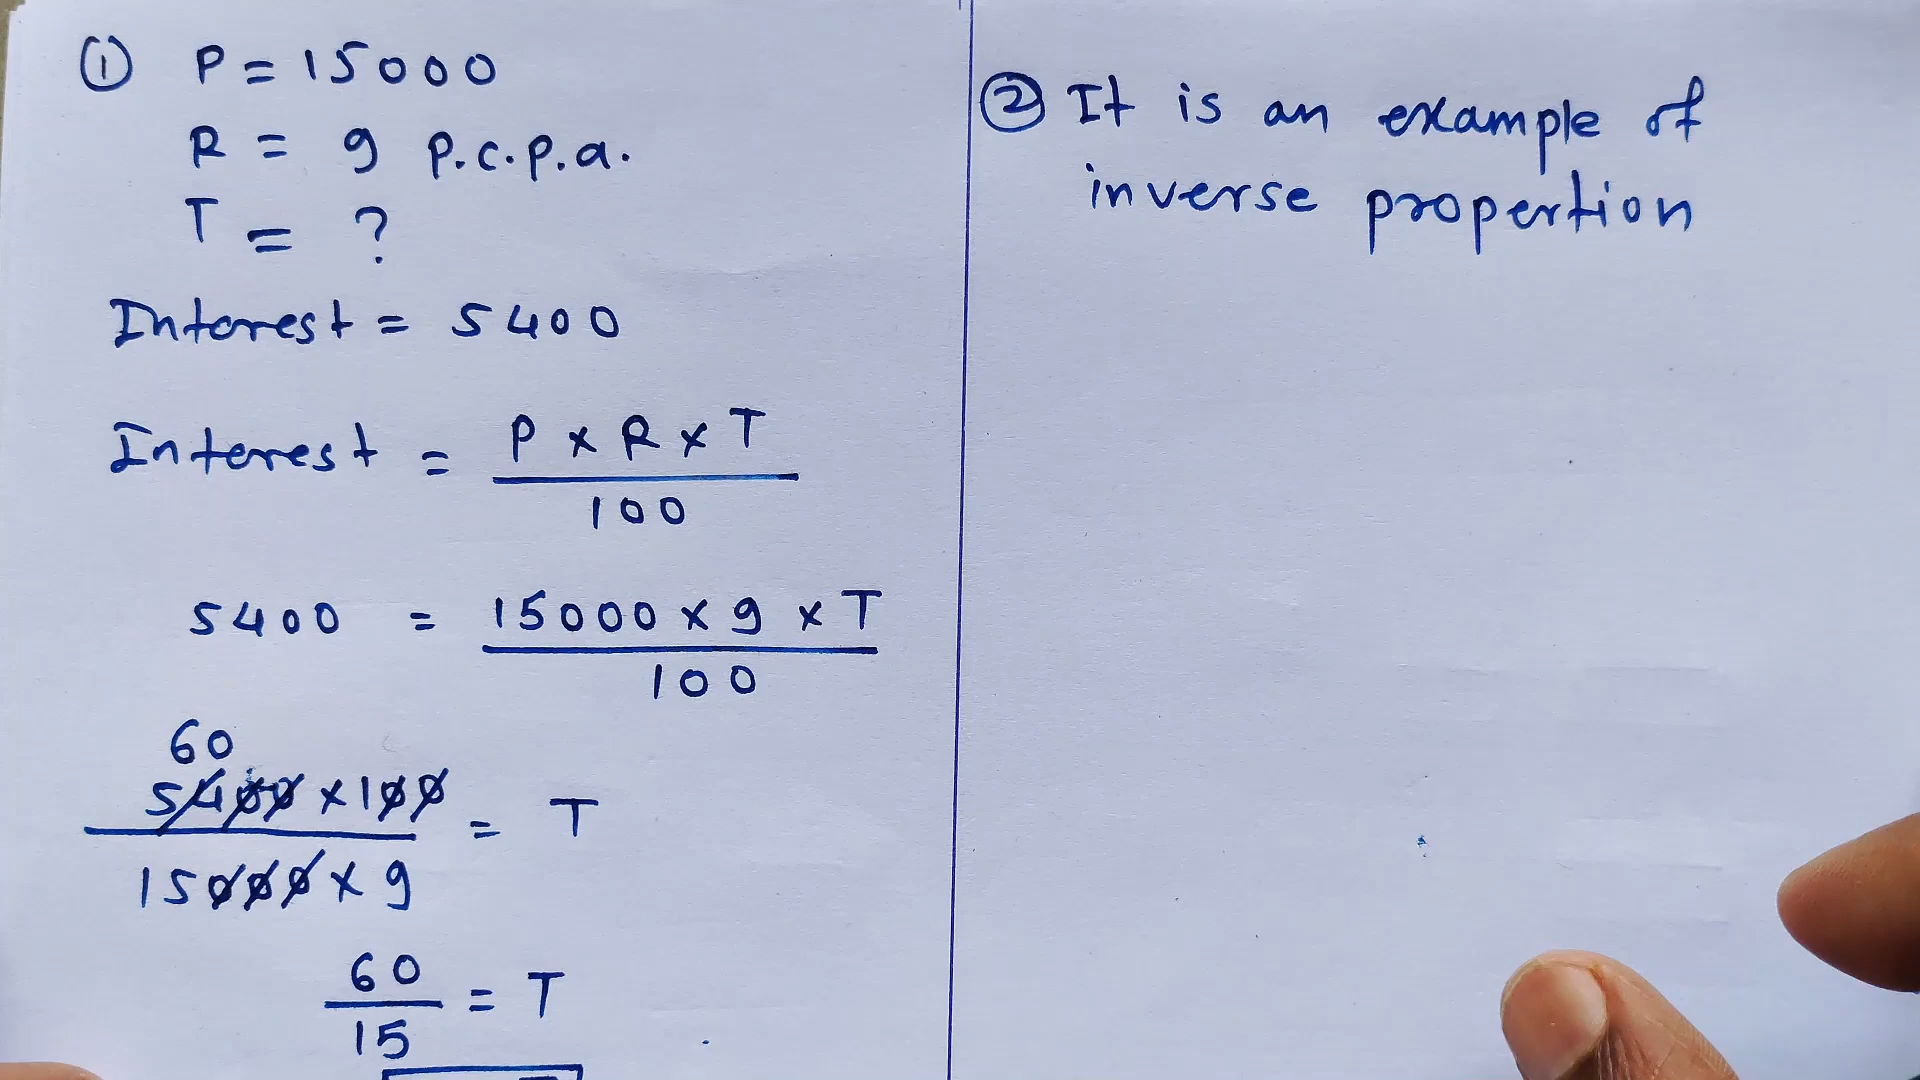 ① P = 15000
R = 9 P.c.p.a.
T = ?
Interest = 5400
Interest = P x R x T
100
5400 = 15000 x 9 x T
100
60
5400 x 100 = T
15000 x 9
60 = T
15
② It is an example of
inverse propertion